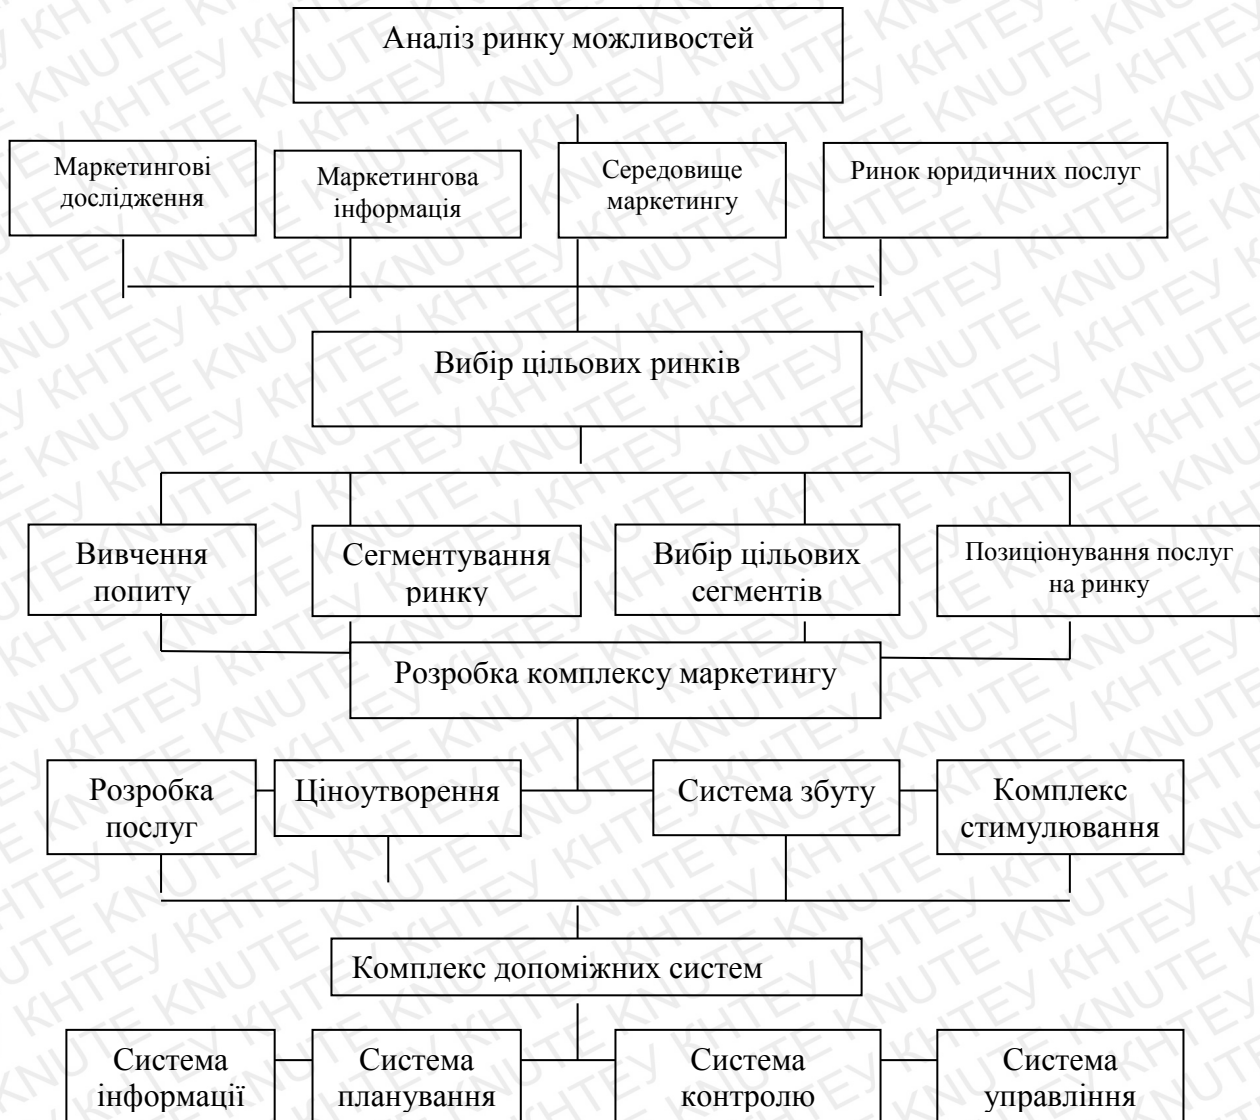 Аналіз ринку можливостей
Маркетингові
дослідження
Маркетингова
інформація
Середовище
маркетингу
Ринок юридичних послуг
Вибір цільових ринків
Вивчення
попиту
Сегментування
ринку
Вибір цільових
сегментів
Позиціонування послуг
на ринку
Розробка комплексу маркетингу
Розробка
послуг
Ціноутворення
Система збуту
Комплекс
стимулювання
Комплекс допоміжних систем
Система
інформації
Система
планування
Система
контролю
Система
управління